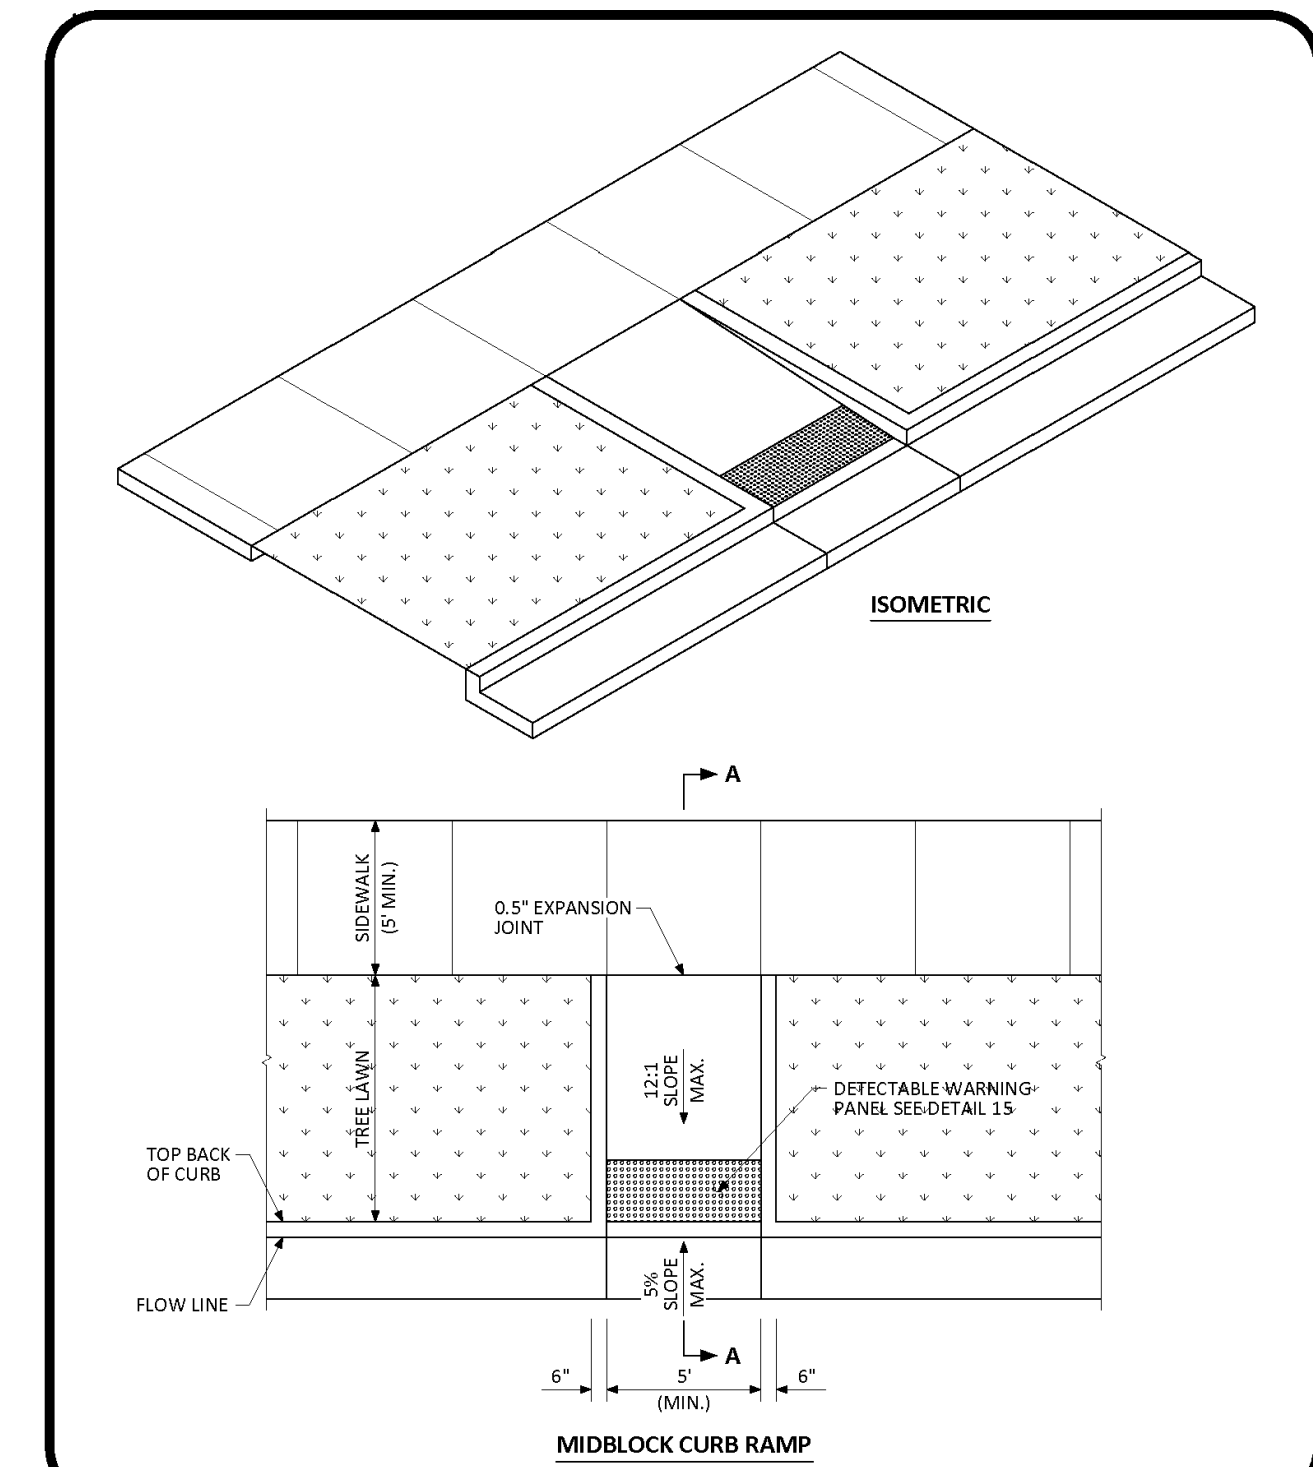 ISOMETRIC
A
SIDEWALK
(5' MIN.)
0.5" EXPANSION
JOINT
TREE LAWN
12:1
SLOPE
MAX.
DETECTABLE WARNING
PANEL SEE DETAIL 15
TOP BACK
OF CURB
FLOW LINE
5%
SLOPE
MAX.
A
6"
5'
(MIN.)
6"
MIDBLOCK CURB RAMP